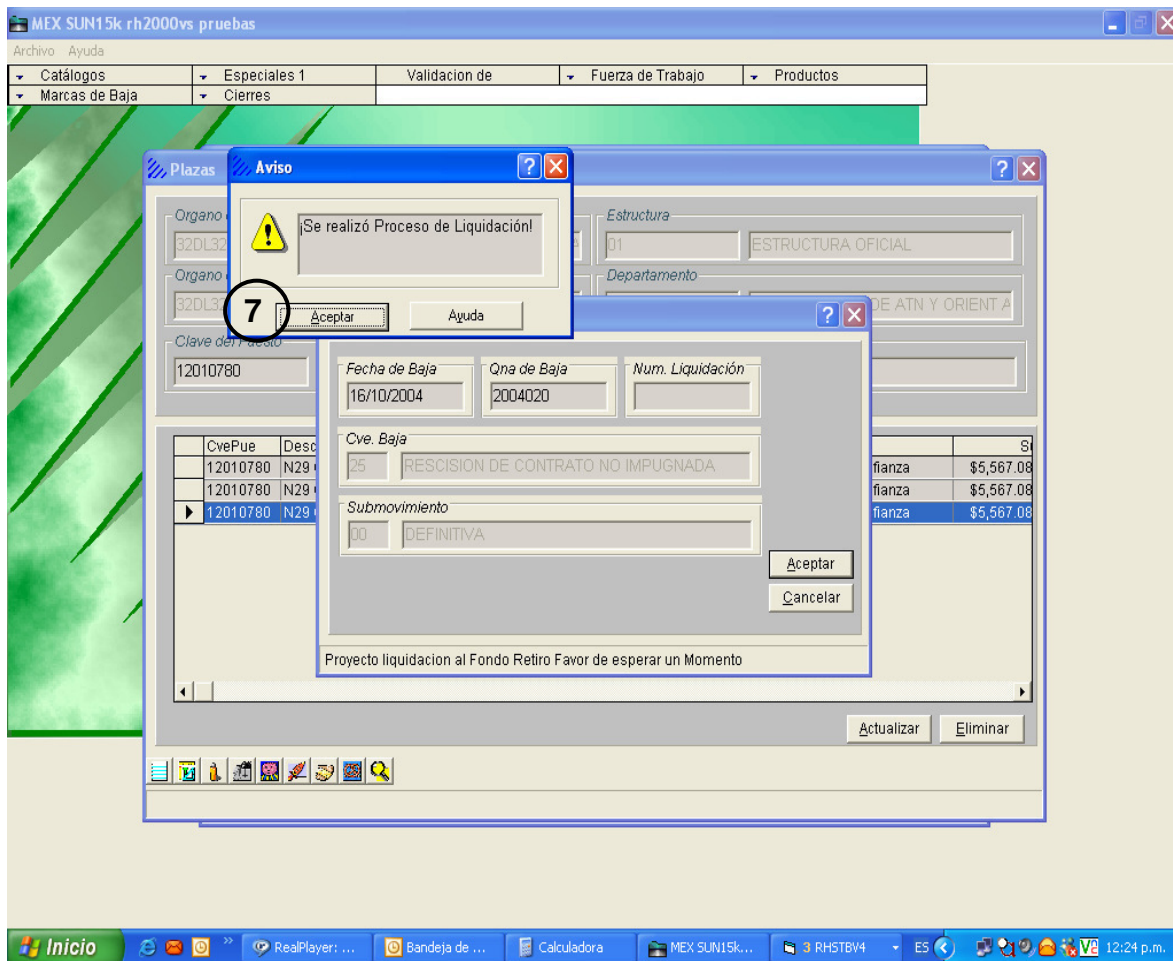 MEX SUN15k rh2000vs pruebas
Archivo Ayuda
Catálogos Especiales 1 Validacion de Fuerza de Trabajo Productos
Marcas de Baja Cierres
Plazas
Aviso
¡Se realizó Proceso de Liquidación!
7 Aceptar Ayuda
Organo
32DL32
Estructura
01 ESTRUCTURA OFICIAL
Organo
32DL32
Departamento
DE ATN Y ORIENT A
Clave del Puesto
12010780
Fecha de Baja Qna de Baja Num. Liquidación
16/10/2004 2004020
Cve. Baja
25 RESCISION DE CONTRATO NO IMPUGNADA
Submovimiento
00 DEFINITIVA
Aceptar
Cancelar
Proyecto liquidacion al Fondo Retiro Favor de esperar un Momento
CvePue Desc
12010780 N29 fianza $5,567.08
12010780 N29 fianza $5,567.08
12010780 N29 fianza $5,567.08
Actualizar Eliminar
Inicio RealPlayer: ... Bandeja de ... Calculadora MEX SUN15k... 3 RHSTBV4 ES 12:24 p.m.